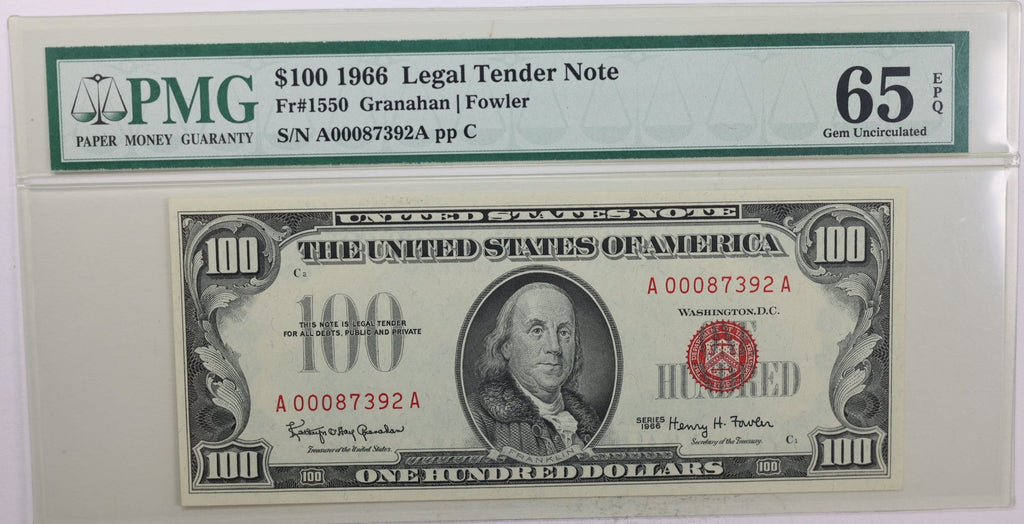 PMG
PAPER MONEY GUARANTY
$100 1966 Legal Tender Note
Fr#1550 Granahan | Fowler
S/N A00087392A pp C
65
EPQ
Gem Uncirculated
UNITED STATES NOTE
THE UNITED STATES OF AMERICA
100
100
C2
A 00087392 A
WASHINGTON, D.C.
100
THIS NOTE IS LEGAL TENDER
FOR ALL DEBTS, PUBLIC AND PRIVATE
ONE
HUNDRED
A 00087392 A
Kathryn O'Hay Granahan
Treasurer of the United States.
SERIES
1966
Henry H. Fowler
Secretary of the Treasury.
C1
FRANKLIN
100
100
ONE HUNDRED DOLLARS
100
100